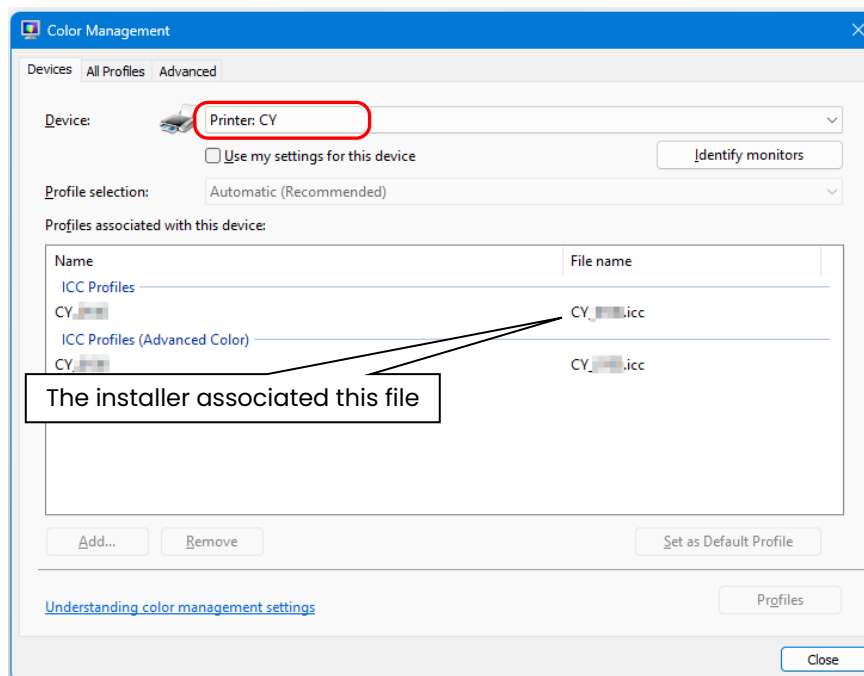 Color Management
Devices All Profiles Advanced
Device: Printer: CY
Use my settings for this device Identify monitors
Profile selection: Automatic (Recommended)
Profiles associated with this device:
Name File name
ICC Profiles
CY CY_ .icc
ICC Profiles (Advanced Color)
CY_ CY_ .icc
The installer associated this file
Add... Remove Set as Default Profile
Understanding color management settings Profiles
Close